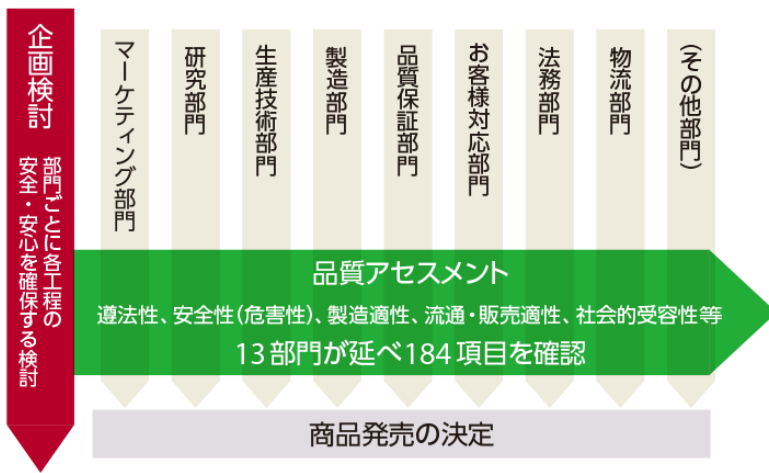 企画検討
部門ごとに各工程の
安全・安心を確保する検討
マーケティング部門
研究部門
生産技術部門
製造部門
品質保証部門
お客様対応部門
法務部門
物流部門
(その他部門)
品質アセスメント
遵法性、安全性(危害性)、製造適性、流通・販売適性、社会的受容性等
13部門が延べ184項目を確認
商品発売の決定